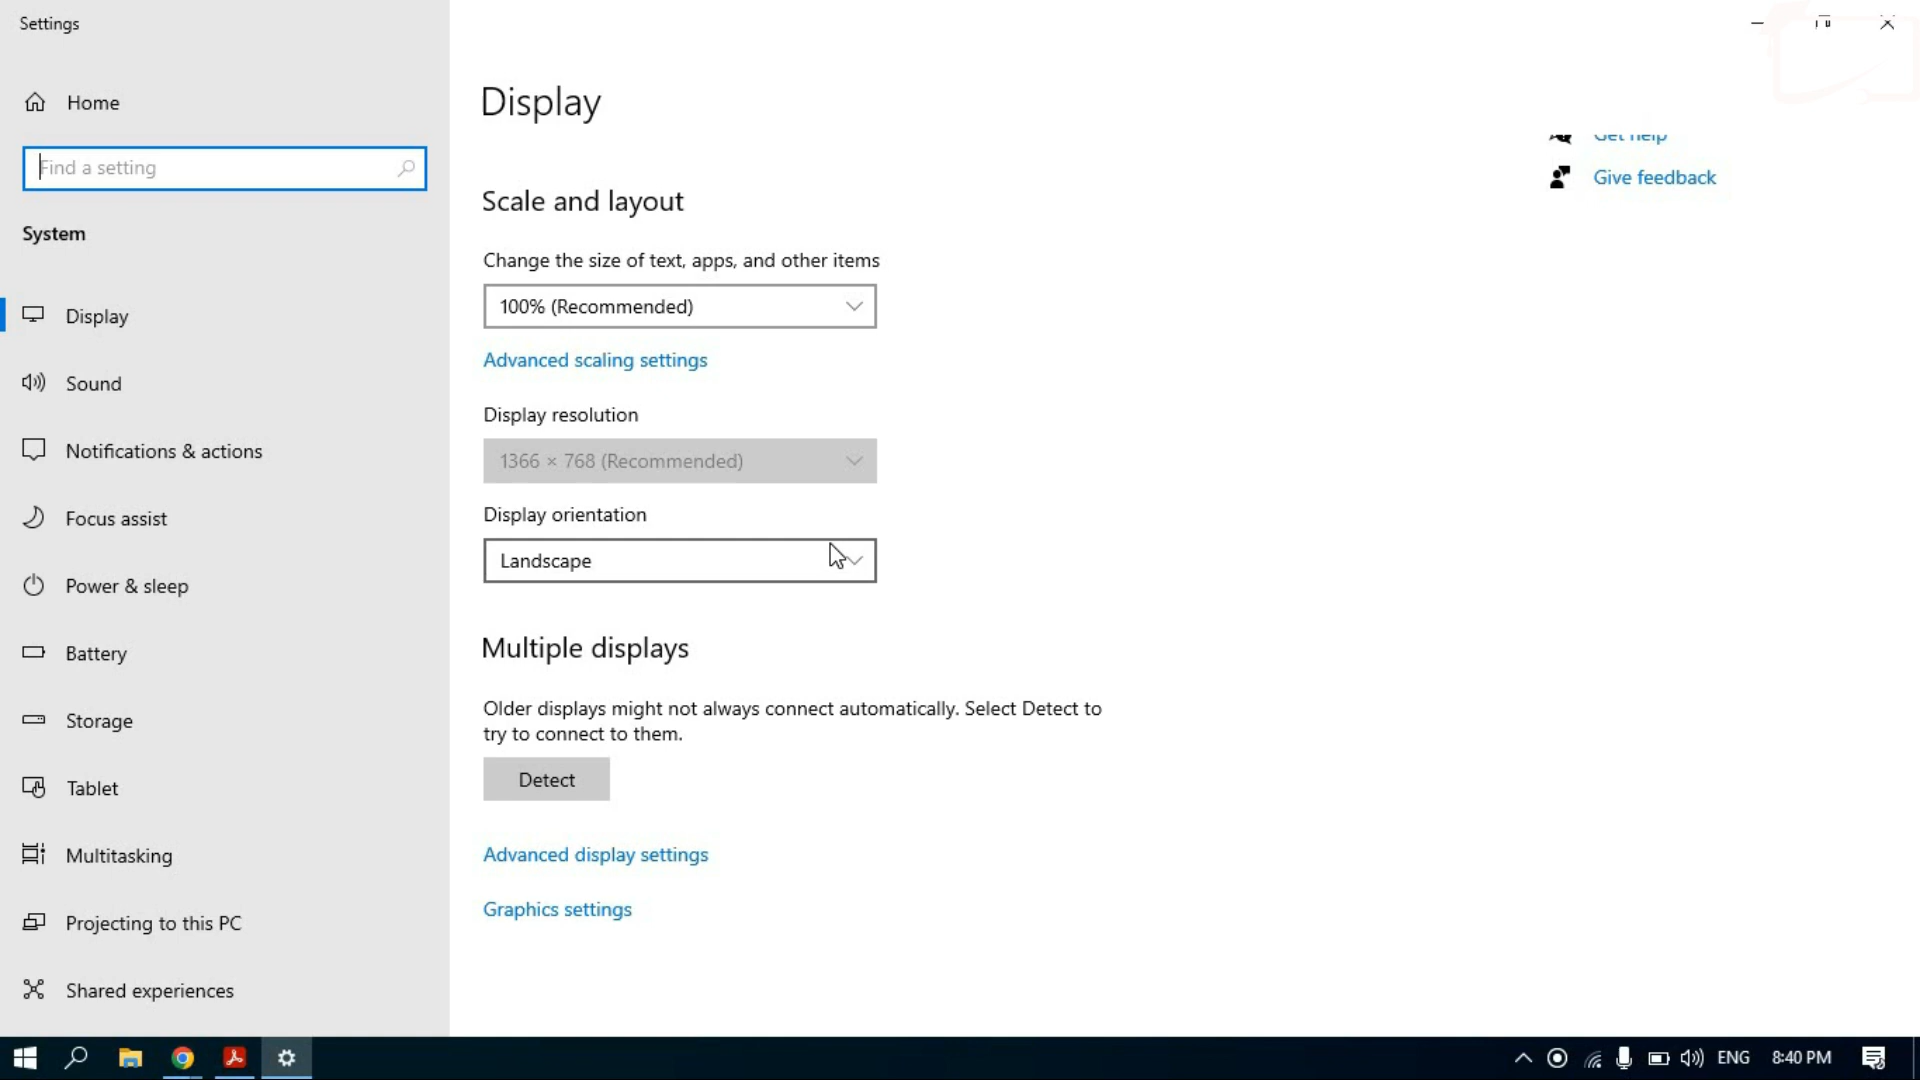 Settings
Home
Find a setting
System
Display
Sound
Notifications & actions
Focus assist
Power & sleep
Battery
Storage
Tablet
Multitasking
Projecting to this PC
Shared experiences
Display
Scale and layout
Change the size of text, apps, and other items
100% (Recommended)
Advanced scaling settings
Display resolution
1366 × 768 (Recommended)
Display orientation
Landscape
Multiple displays
Older displays might not always connect automatically. Select Detect to
try to connect to them.
Detect
Advanced display settings
Graphics settings
Get help
Give feedback
ENG 8:40 PM